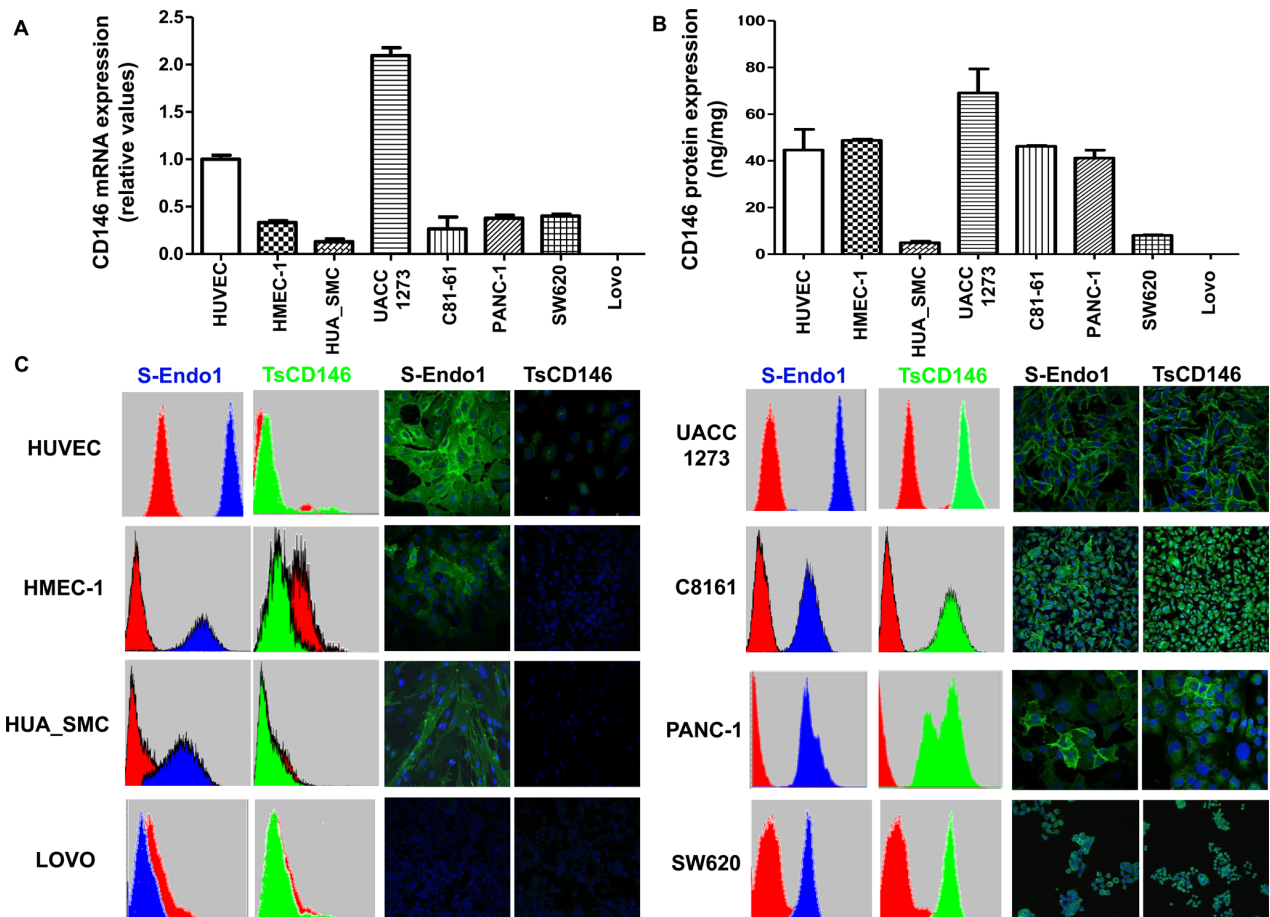 A
CD146 mRNA expression
(relative values)
2.5
2.0
1.5
1.0
0.5
0.0
HUVEC
HMEC-1
HUA_SMC
UACC
1273
C81-61
PANC-1
SW620
Lovo
B
CD146 protein expression
(ng/mg)
100
80
60
40
20
0
HUVEC
HMEC-1
HUA_SMC
UACC
1273
C81-61
PANC-1
SW620
Lovo
C
S-Endo1 TsCD146 S-Endo1 TsCD146
HUVEC
HMEC-1
HUA_SMC
LOVO
S-Endo1 TsCD146 S-Endo1 TsCD146
UACC
1273
C8161
PANC-1
SW620